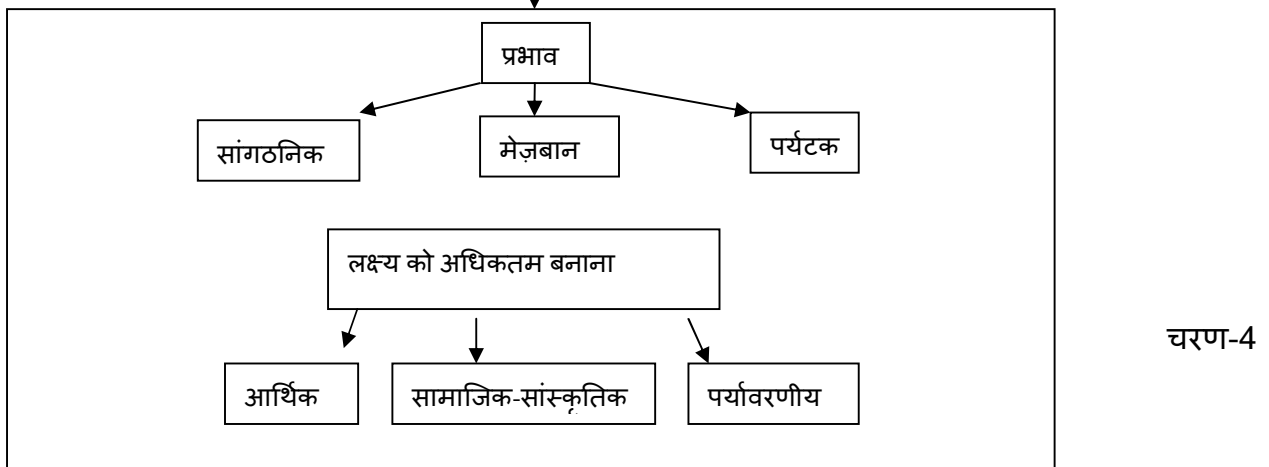 प्रभाव
सांगठनिक
मेज़बान
पर्यटक
लक्ष्य को अधिकतम बनाना
चरण-4
आर्थिक
सामाजिक-सांस्कृतिक
पर्यावरणीय